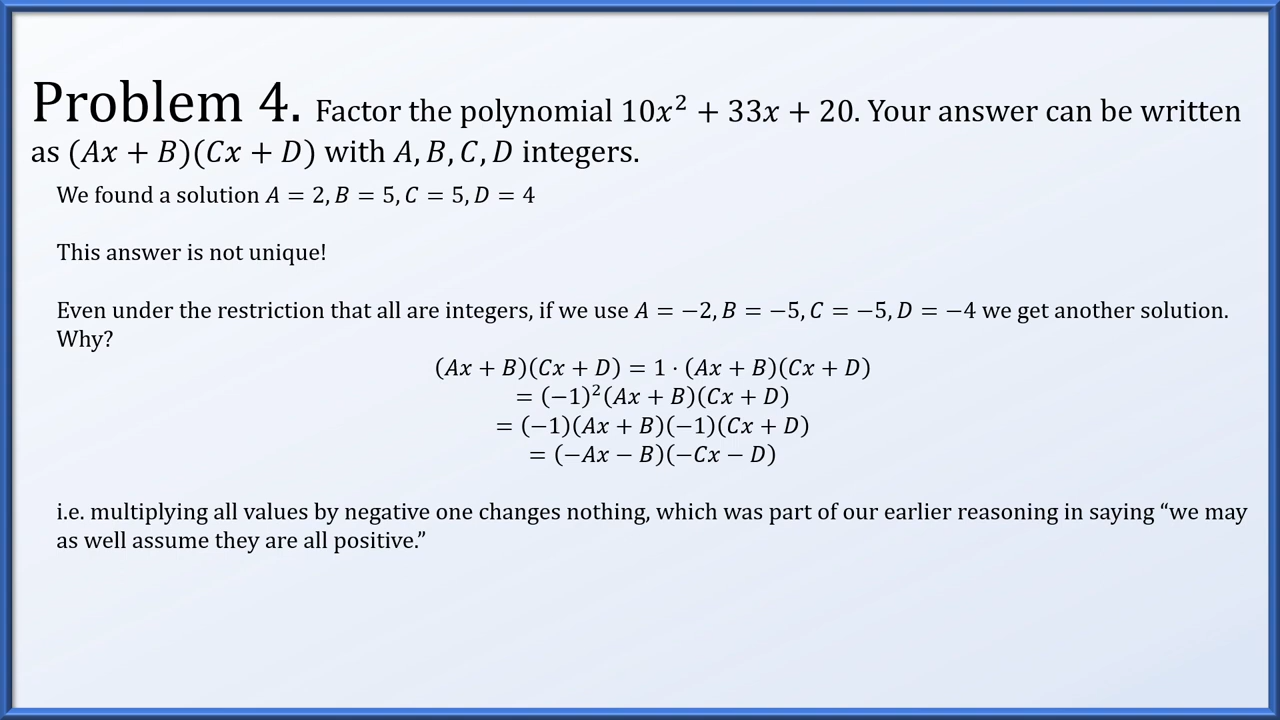 Problem 4. Factor the polynomial 10x² + 33x + 20. Your answer can be written
as (Ax + B)(Cx + D) with A, B, C, D integers.
We found a solution A = 2, B = 5, C = 5, D = 4
This answer is not unique!
Even under the restriction that all are integers, if we use A = −2, B = −5, C = −5, D = −4 we get another solution.
Why?
(Ax + B)(Cx + D) = 1 · (Ax + B)(Cx + D)
= (−1)²(Ax + B)(Cx + D)
= (−1)(Ax + B)(−1)(Cx + D)
= (−Ax − B)(−Cx − D)
i.e. multiplying all values by negative one changes nothing, which was part of our earlier reasoning in saying “we may
as well assume they are all positive.”